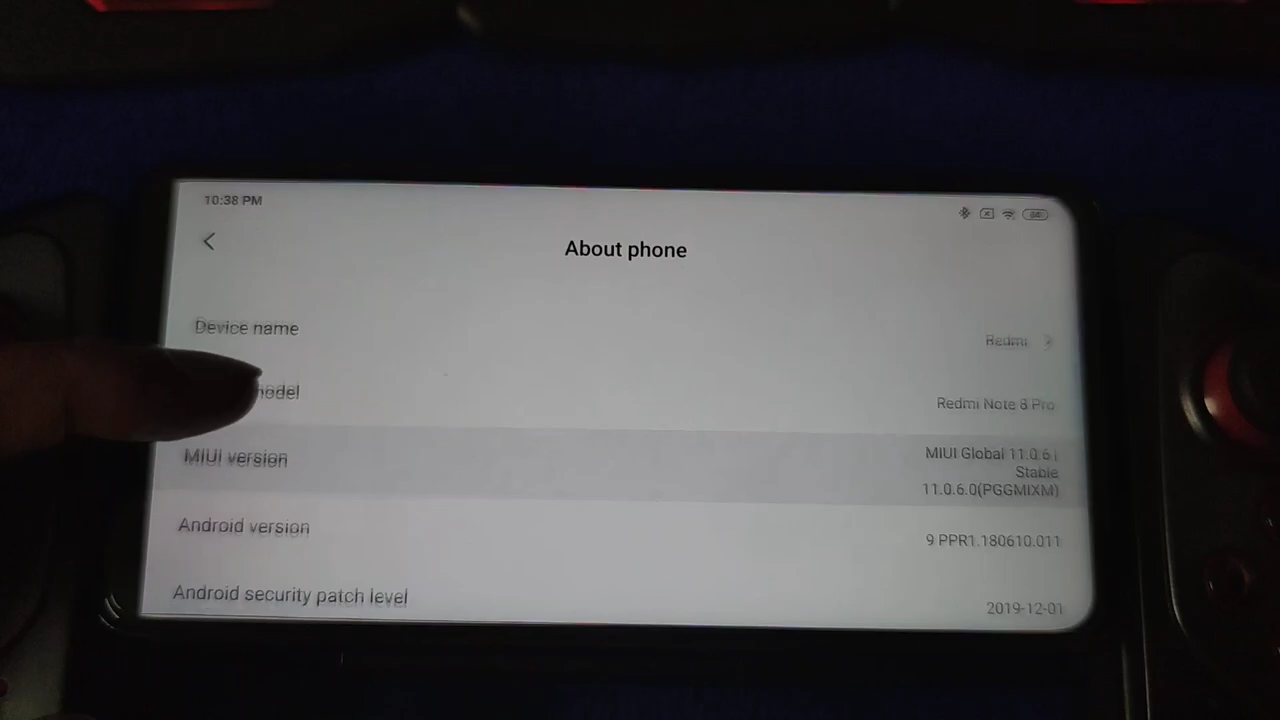 10:38 PM
About phone
Device name
Redmi
model
Redmi Note 8 Pro
MIUI version
MIUI Global 11.0.6 |
Stable
11.0.6.0(PGGMIXM)
Android version
9 PPR1.180610.011
Android security patch level
2019-12-01